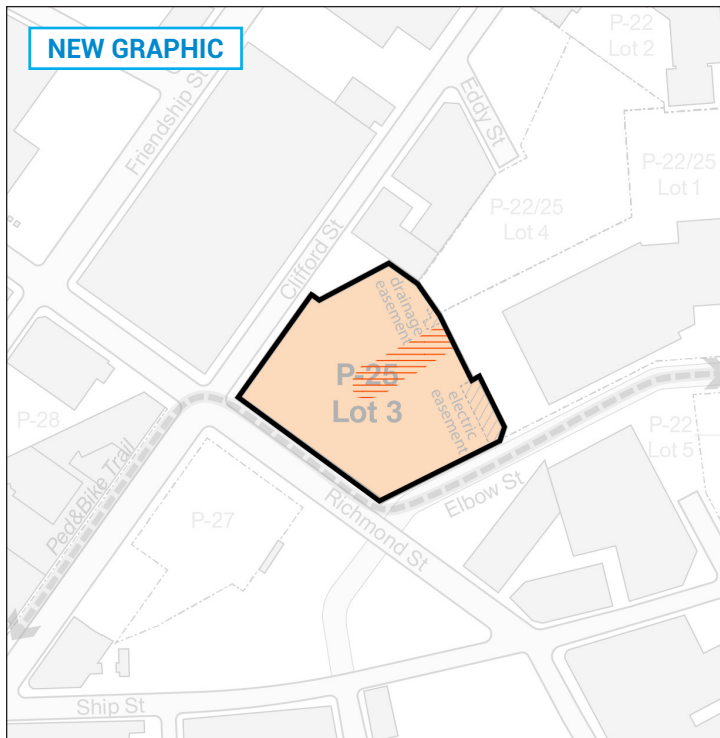 NEW GRAPHIC
P-22
Lot 2
Friendship St
Eddy St
P-22/25
Lot 1
P-22/25
Lot 4
Clifford St
drainage
easement
P-25
Lot 3
electric
easement
P-28
P-22
Lot 5
Ped&Bike Trail
Elbow St
P-27
Richmond St
Ship St